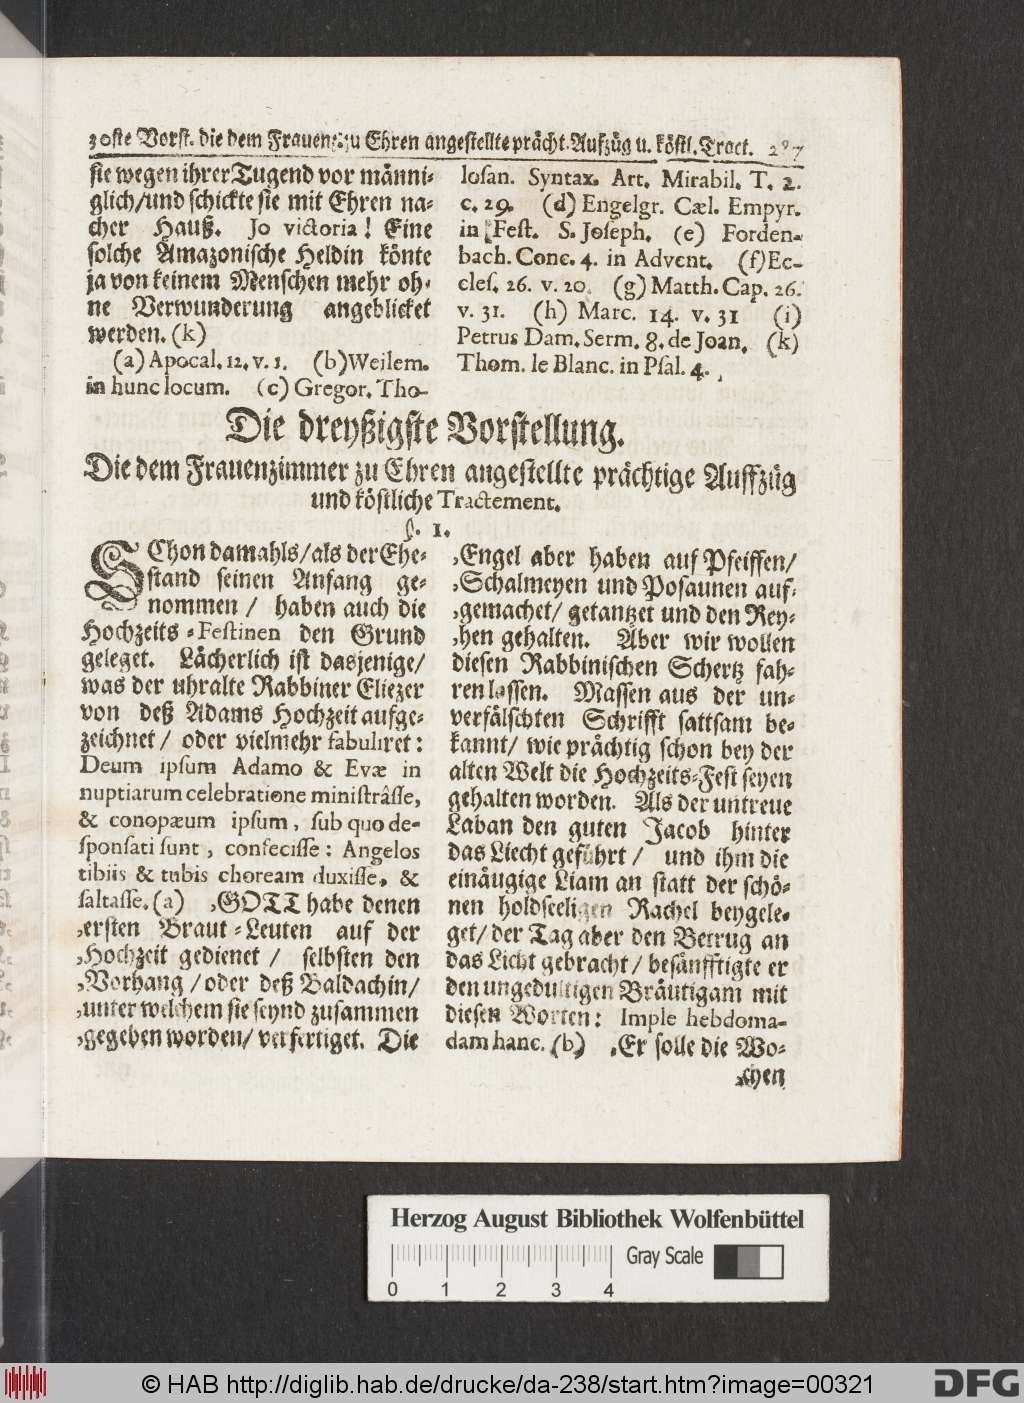 30ste Vorst. die dem Frauenz. zu Ehren angestellte prächt. Aufzüg u. köstl. Tract. 287
sie wegen ihrer Tugend vor männi-
glich/und schickte sie mit Ehren na-
cher Hauß. Jo victoria! Eine
solche Amazonische Heldin könte
ja von keinem Menschen mehr oh-
ne Verwunderung angeblicket
werden. (k)
(a) Apocal. 12. v. 1. (b) Weilem.
in hunc locum. (c) Gregor. Tho-
losan. Syntax. Art. Mirabil. T. 2.
c. 29. (d) Engelgr. Cæl. Empyr.
in Fest. S. Joseph. (e) Forden-
bach. Conc. 4. in Advent. (f) Ec-
cles. 26. v. 20. (g) Matth. Cap. 26.
v. 31. (h) Marc. 14. v. 31 (i)
Petrus Dam. Serm. 8. de Joan. (k)
Thom. le Blanc. in Psal. 4.
Die dreyßigste Vorstellung.
Die dem Frauenzimmer zu Ehren angestellte prächtige Auffzüg
und köstliche Tractement.
§. 1.
SChon damahls/als der Ehe-
stand seinen Anfang ge-
nommen/ haben auch die
Hochzeits-Festinen den Grund
geleget. Lächerlich ist dasjenige/
was der uhralte Rabbiner Eliezer
von deß Adams Hochzeit aufge-
zeichnet/ oder vielmehr fabuliret:
Deum ipsum Adamo & Evæ in
nuptiarum celebratione ministrâsse,
& conopæum ipsum, sub quo de-
sponsati sunt, confecisse: Angelos
tibiis & tubis choream duxisse, &
saltasse. (a) ,GOTT habe denen
,ersten Braut-Leuten auf der
,Hochzeit gedienet/ selbsten den
,Vorhang/oder deß Baldachin/
,unter welchem sie seynd zusammen
,gegeben worden/ verfertiget. Die
,Engel aber haben auf Pfeiffen/
,Schalmeyen und Posaunen auf-
,gemachet/ getantzet und den Rey-
,hen gehalten. Aber wir wollen
diesen Rabbinischen Schertz fah-
ren lassen. Massen aus der un-
verfälschten Schrifft sattsam be-
kannt/ wie prächtig schon bey der
alten Welt die Hochzeits-Fest seyen
gehalten worden. Als der untreue
Laban den guten Jacob hinter
das Liecht geführt/ und ihm die
einäugige Liam an statt der schö-
nen holdseeligen Rachel beygele-
get/ der Tag aber den Betrug an
das Licht gebracht/ besänfftigte er
den ungedultigen Bräutigam mit
diesen Worten: Imple hebdoma-
dam hanc. (b) ,Er solle die Wo-
,chen
Herzog August Bibliothek Wolfenbüttel
Gray Scale
0 1 2 3 4
© HAB http://diglib.hab.de/drucke/da-238/start.htm?image=00321
DFG